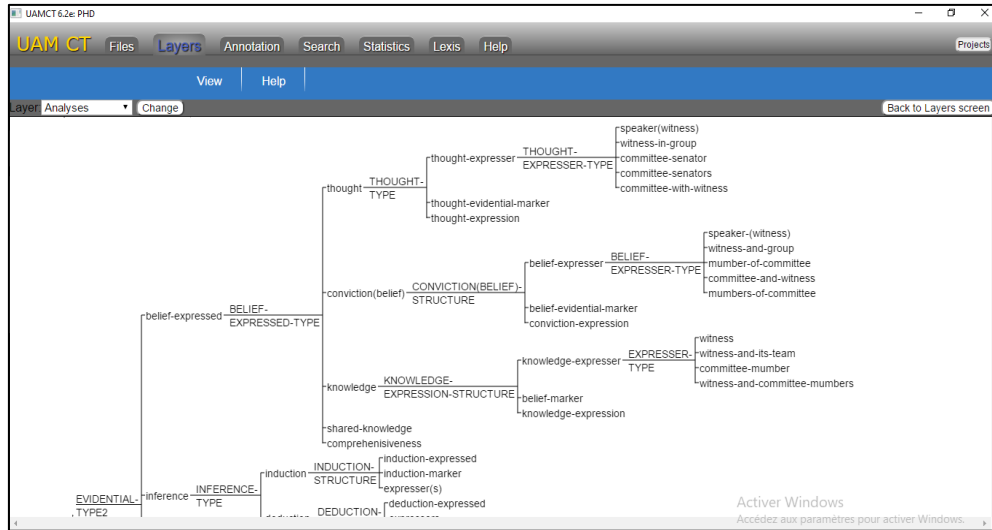 UAMCT 6.2e: PHD
UAM CT Files Layers Annotation Search Statistics Lexis Help Projects
View Help
Layer: Analyses Change Back to Layers screen
speaker(witness)
witness-in-group
thought-expresser THOUGHT-EXPRESSER-TYPE committee-senator
committee-senators
committee-with-witness
thought THOUGHT-TYPE
thought-evidential-marker
thought-expression
speaker-(witness)
witness-and-group
belief-expresser BELIEF-EXPRESSER-TYPE mumber-of-committee
committee-and-witness
mumbers-of-committee
conviction(belief) CONVICTION(BELIEF)-STRUCTURE
belief-evidential-marker
conviction-expression
belief-expressed BELIEF-EXPRESSED-TYPE
witness
knowledge-expresser EXPRESSER-TYPE witness-and-its-team
committee-mumber
witness-and-committee-mumbers
knowledge KNOWLEDGE-EXPRESSION-STRUCTURE
belief-marker
knowledge-expression
shared-knowledge
comprehenisiveness
induction-expressed
induction INDUCTION-STRUCTURE induction-marker
expresser(s)
EVIDENTIAL-TYPE2 inference INFERENCE-TYPE
deduction-expressed
DEDUCTION-
Activer Windows
Accédez aux paramètres pour activer Windows.